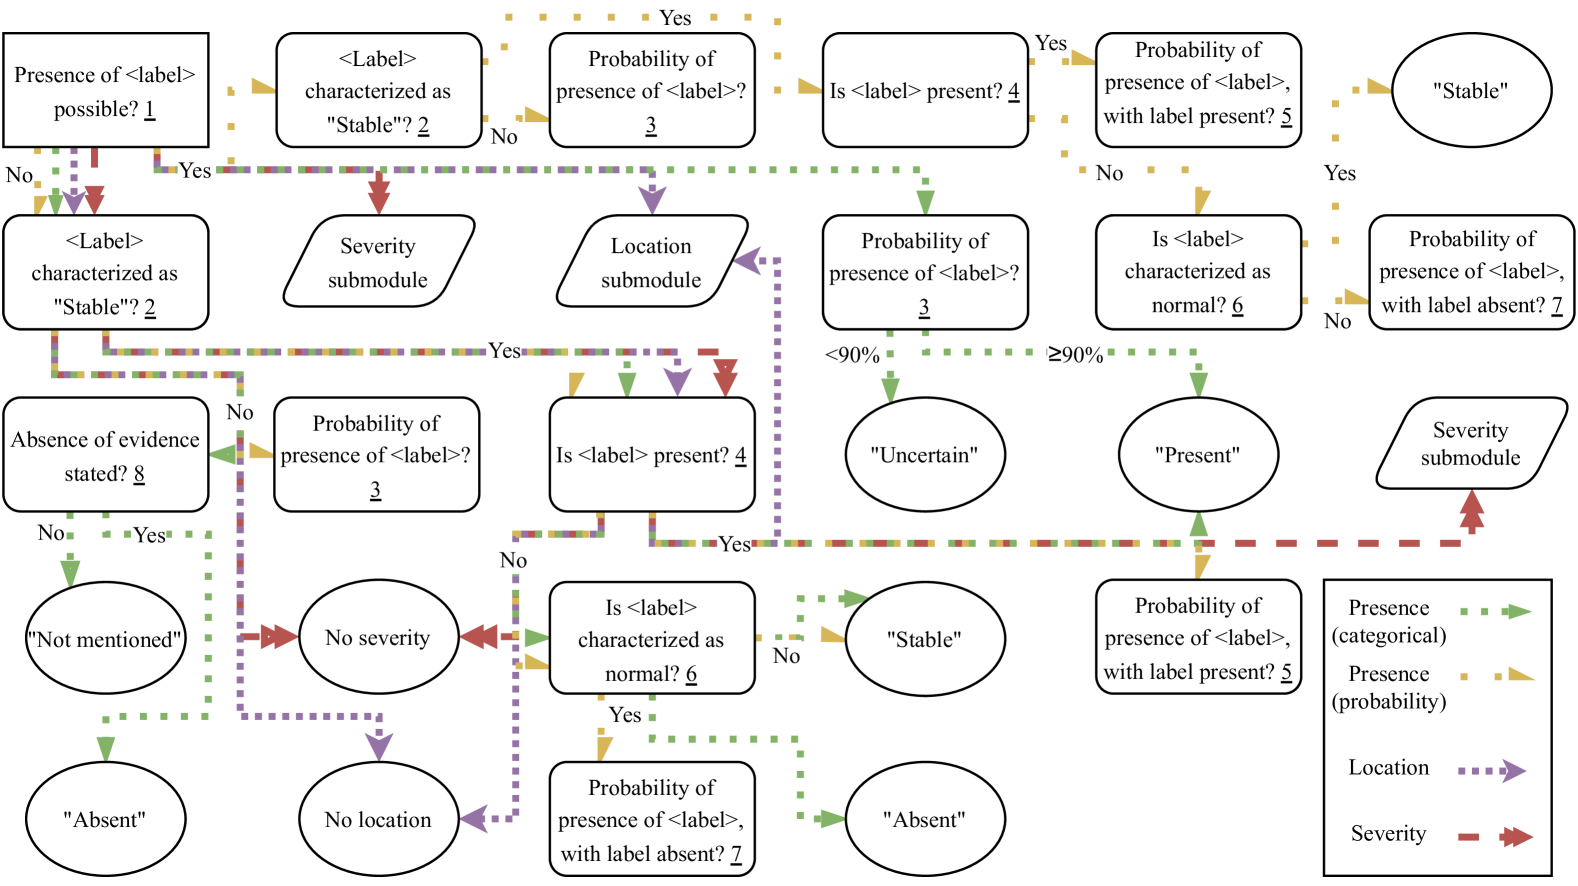 Yes
Presence of <label>
possible? 1
<Label>
characterized as
"Stable"? 2
No
Probability of
presence of <label>?
3
Is <label> present? 4
Yes
Probability of
presence of <label>,
with label present? 5
"Stable"
No
Yes
No
Yes
<Label>
characterized as
"Stable"? 2
Severity
submodule
Location
submodule
Probability of
presence of <label>?
3
Is <label>
characterized as
normal? 6
No
Probability of
presence of <label>,
with label absent? 7
Yes
<90%
≥90%
No
Absence of evidence
stated? 8
Probability of
presence of <label>?
3
Is <label> present? 4
"Uncertain"
"Present"
Severity
submodule
No
Yes
No
Yes
"Not mentioned"
No severity
Is <label>
characterized as
normal? 6
No
"Stable"
Probability of
presence of <label>,
with label present? 5
Yes
"Absent"
No location
Probability of
presence of <label>,
with label absent? 7
"Absent"
Presence
(categorical)
Presence
(probability)
Location
Severity